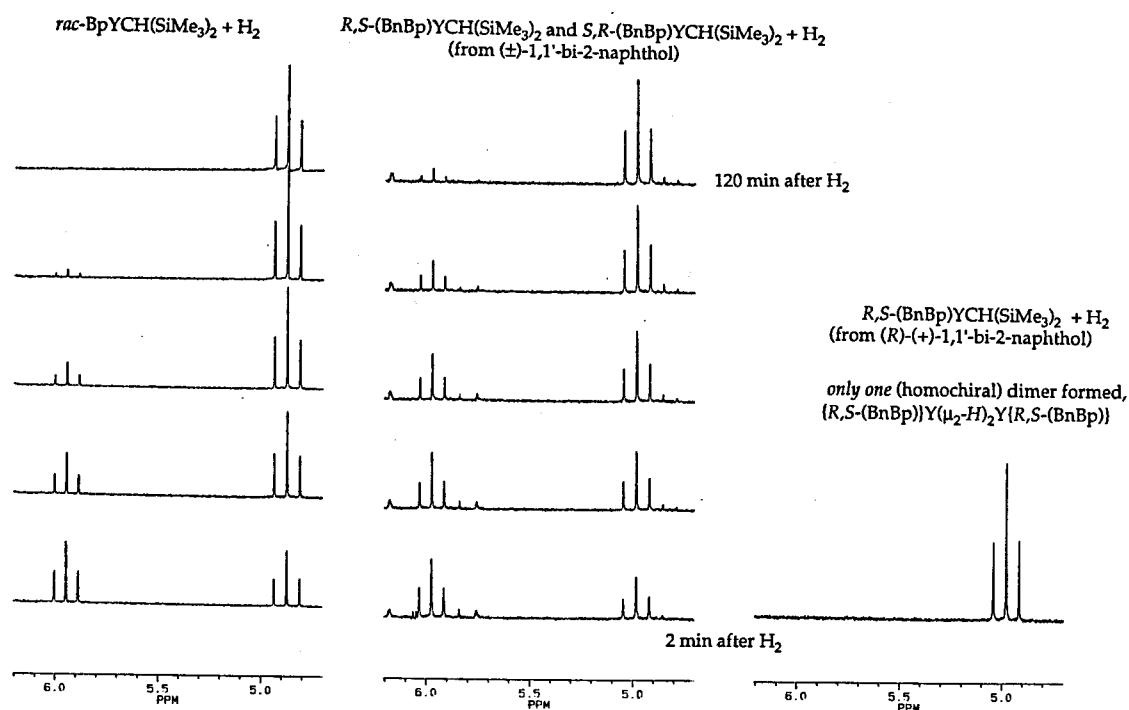 rac-BpYCH(SiMe₃)₂ + H₂
R,S-(BnBp)YCH(SiMe₃)₂ and S,R-(BnBp)YCH(SiMe₃)₂ + H₂
(from (±)-1,1'-bi-2-naphthol)
120 min after H₂
R,S-(BnBp)YCH(SiMe₃)₂ + H₂
(from (R)-(+)-1,1'-bi-2-naphthol)
only one (homochiral) dimer formed,
{R,S-(BnBp)}Y(μ₂-H)₂Y{R,S-(BnBp)}
2 min after H₂
6.0 5.5 5.0
PPM
6.0 5.5 5.0
PPM
6.0 5.5 5.0
PPM